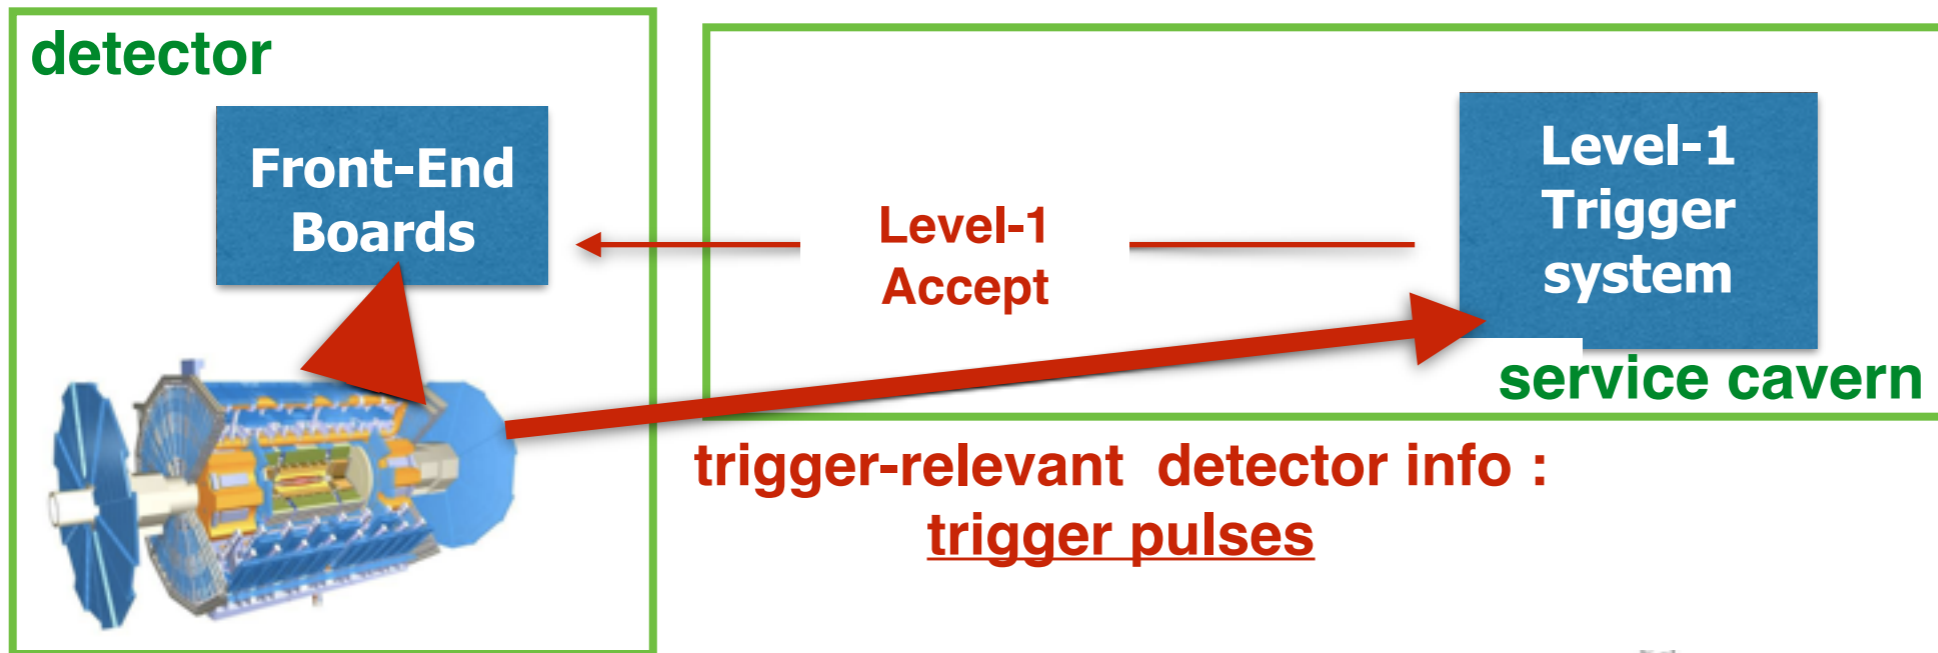 detector
Front-End
Boards
Level-1
Accept
Level-1
Trigger
system
service cavern
trigger-relevant detector info :
trigger pulses